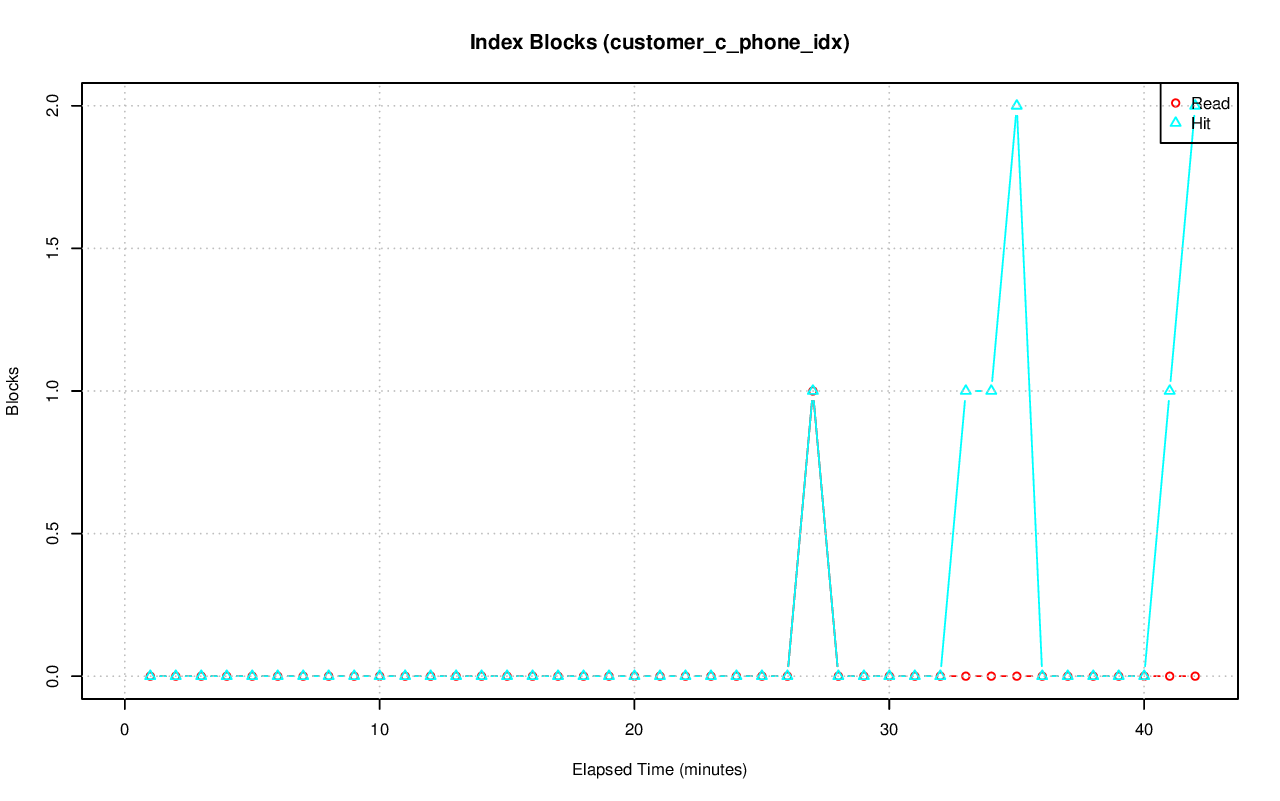 Index Blocks (customer_c_phone_idx)
Read
Hit
Blocks
2.0
1.5
1.0
0.5
0.0
0 10 20 30 40
Elapsed Time (minutes)